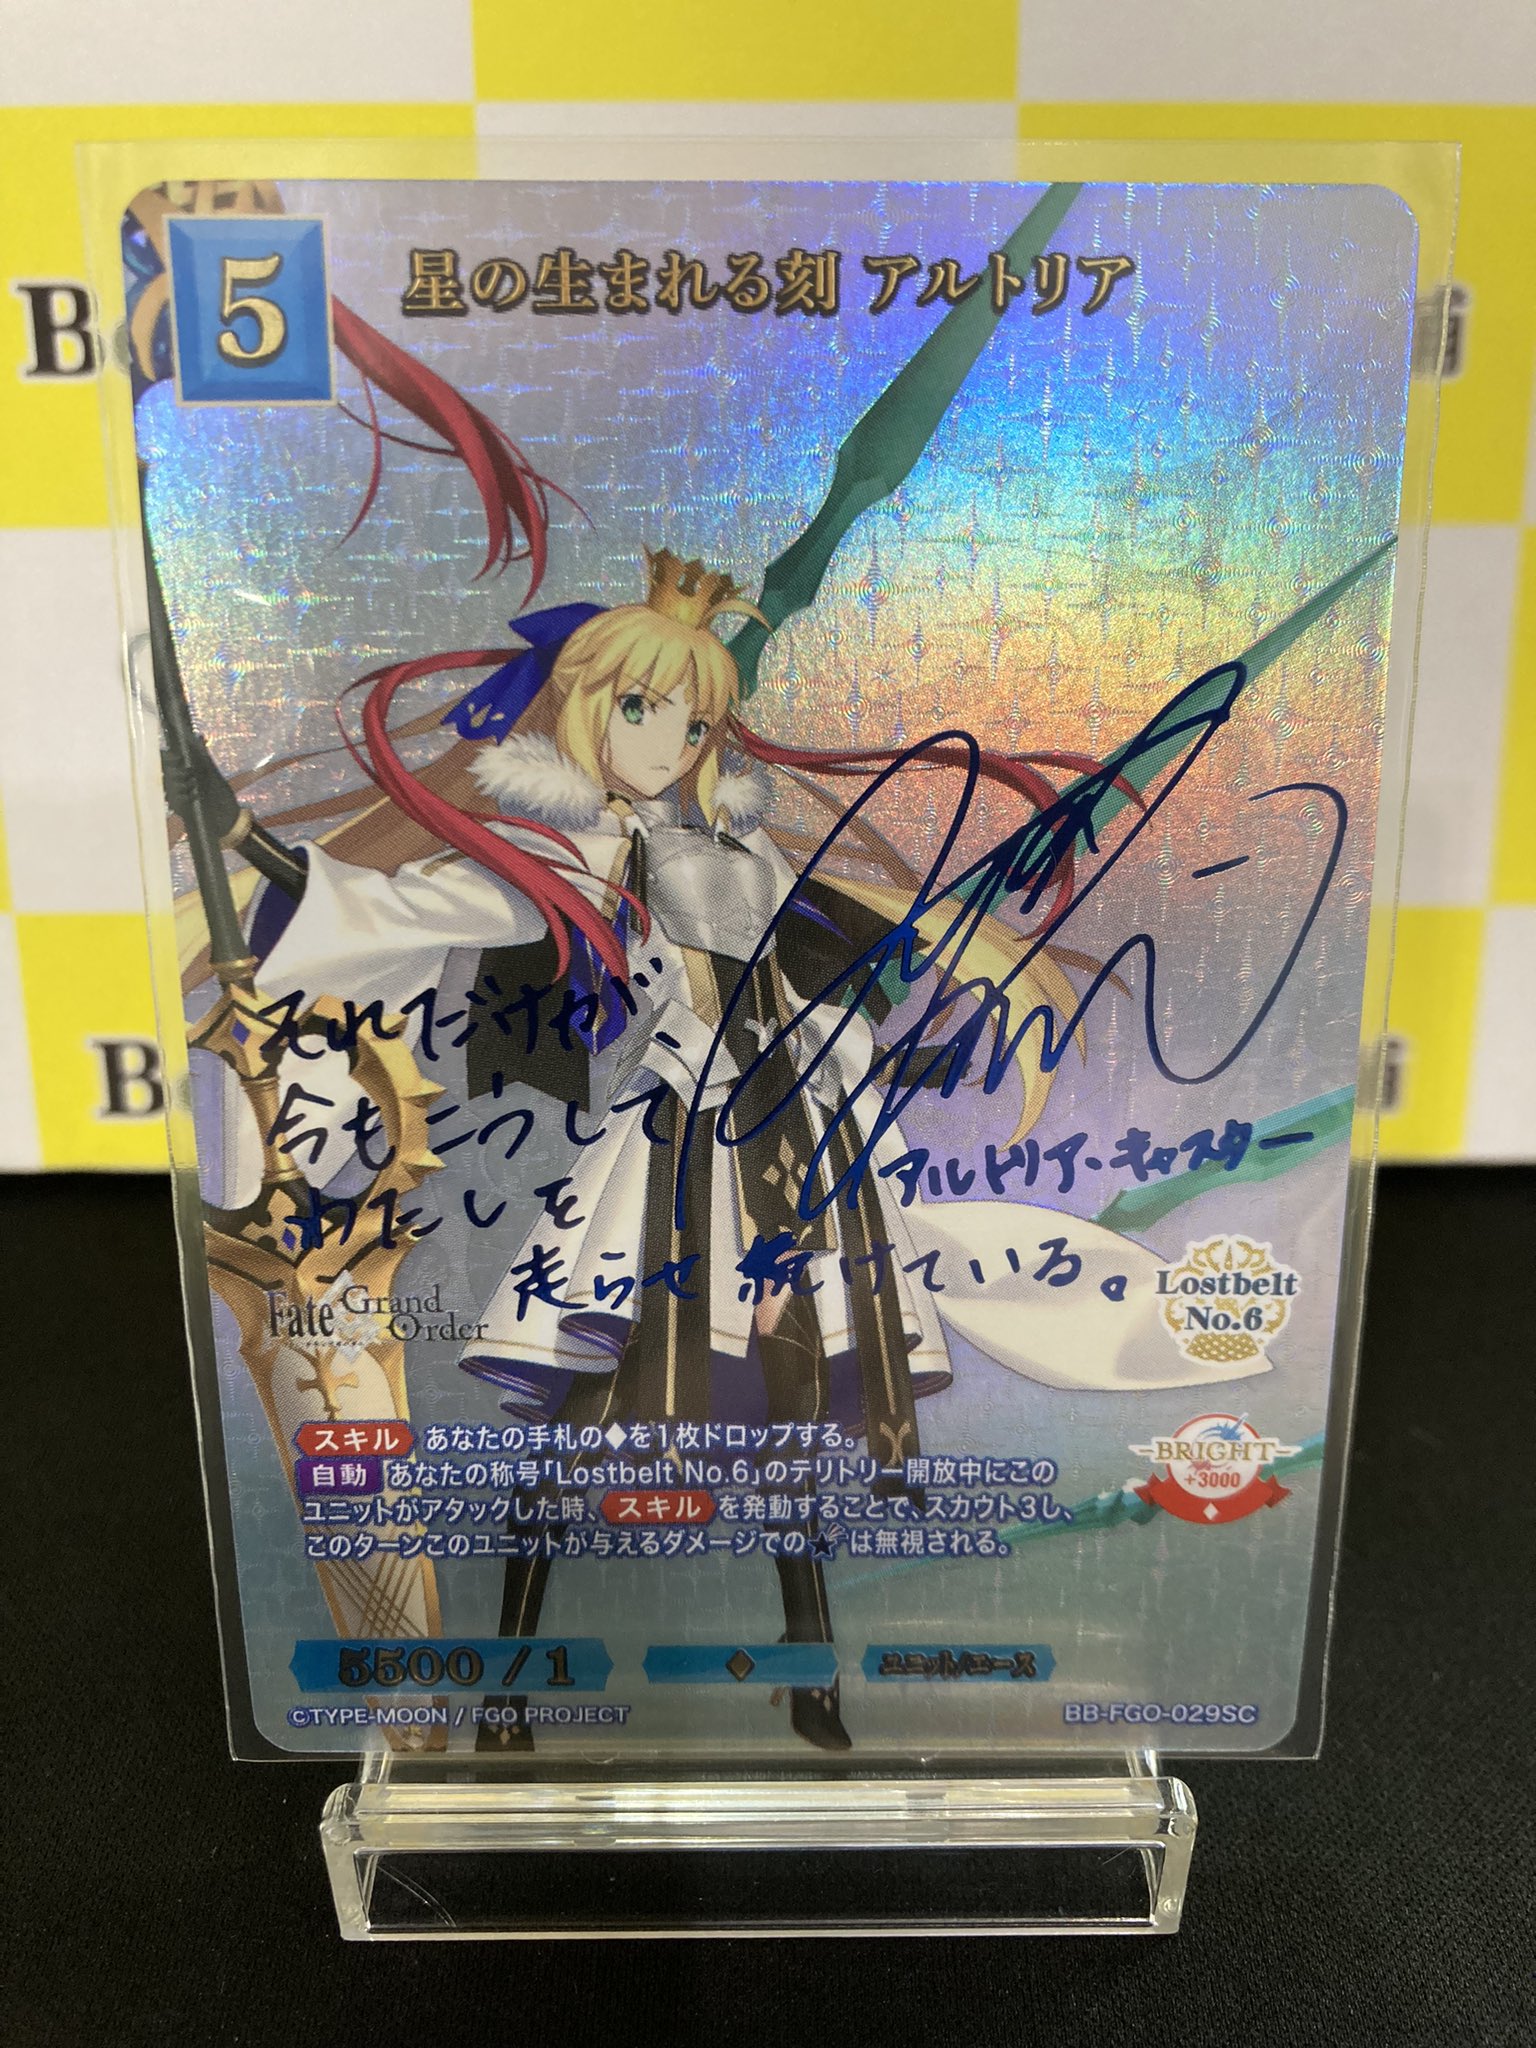 5
星の生まれる刻 アルトリア
それだけが、
今もこうして
わたしを
走らせ続けている。
アルトリア・キャスター
Fate Grand Order
Lostbelt No.6
スキル あなたの手札の♦を1枚ドロップする。
自動 あなたの称号「Lostbelt No.6」のテリトリー開放中にこの
ユニットがアタックした時、スキル を発動することで、スカウト3し、
このターンこのユニットが与えるダメージでの★は無視される。
BRIGHT
+3000
5500 / 1
ユニット/エース
©TYPE-MOON / FGO PROJECT
BB-FGO-029SC